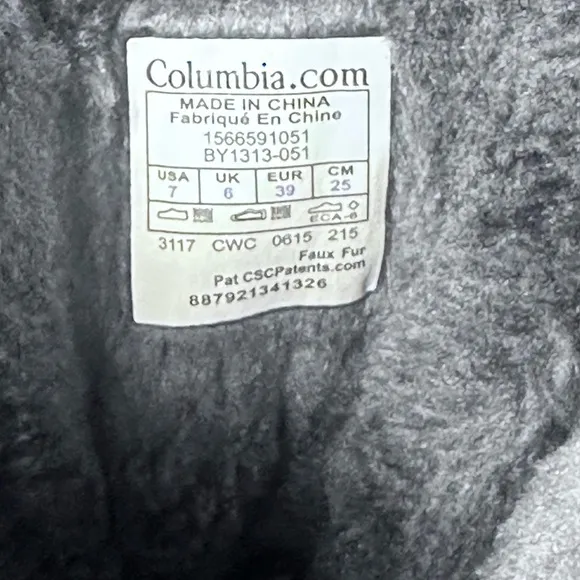 Columbia.com
MADE IN CHINA
Fabriqué En Chine
1566591051
BY1313-051
USA UK EUR CM
7 6 39 25
ECA-6
3117 CWC 0615 215
Faux Fur
Pat CSCPatents.com
887921341326